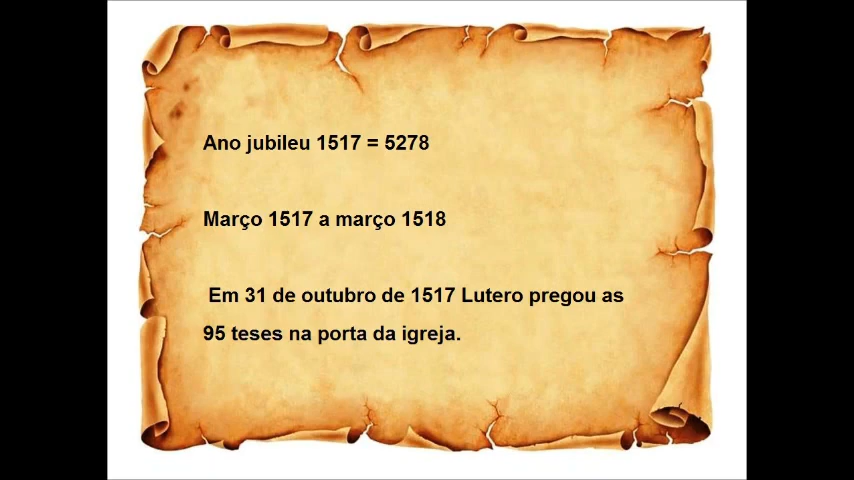 Ano jubileu 1517 = 5278
Março 1517 a março 1518
Em 31 de outubro de 1517 Lutero pregou as
95 teses na porta da igreja.